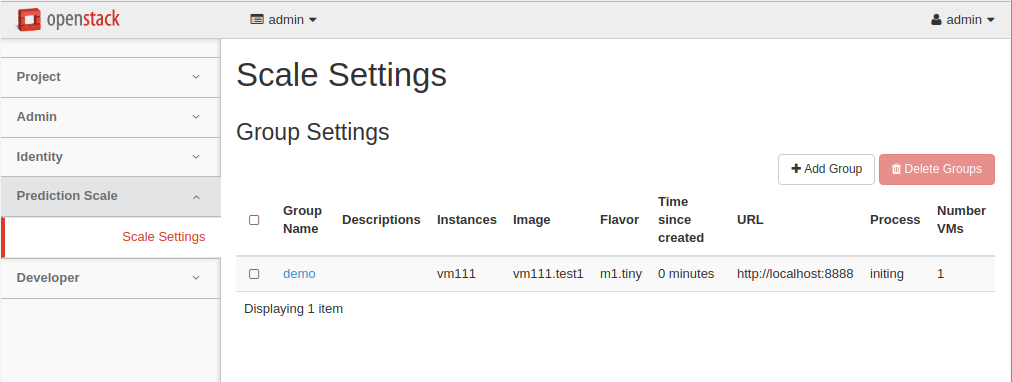 openstack
admin
admin
Project
Admin
Identity
Prediction Scale
Scale Settings
Developer
Scale Settings
Group Settings
Add Group
Delete Groups
Group Name
Descriptions
Instances
Image
Flavor
Time since created
URL
Process
Number VMs
demo
vm111
vm111.test1
m1.tiny
0 minutes
http://localhost:8888
initing
1
Displaying 1 item